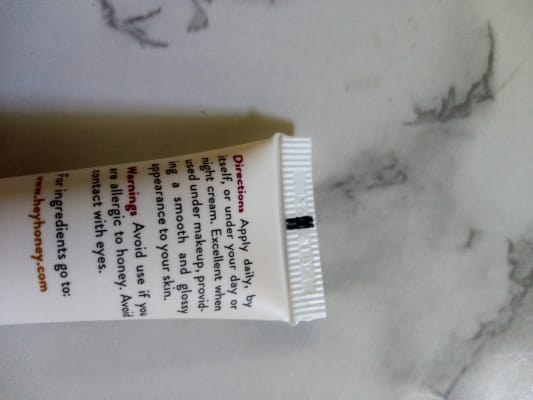 Directions Apply daily, by
itself, or under your day or
night cream. Excellent when
used under makeup, provid-
ing a smooth and glossy
appearance to your skin.
Warnings Avoid use if you
are allergic to honey. Avoid
contact with eyes.
For ingredients go to:
www.heyhoney.com